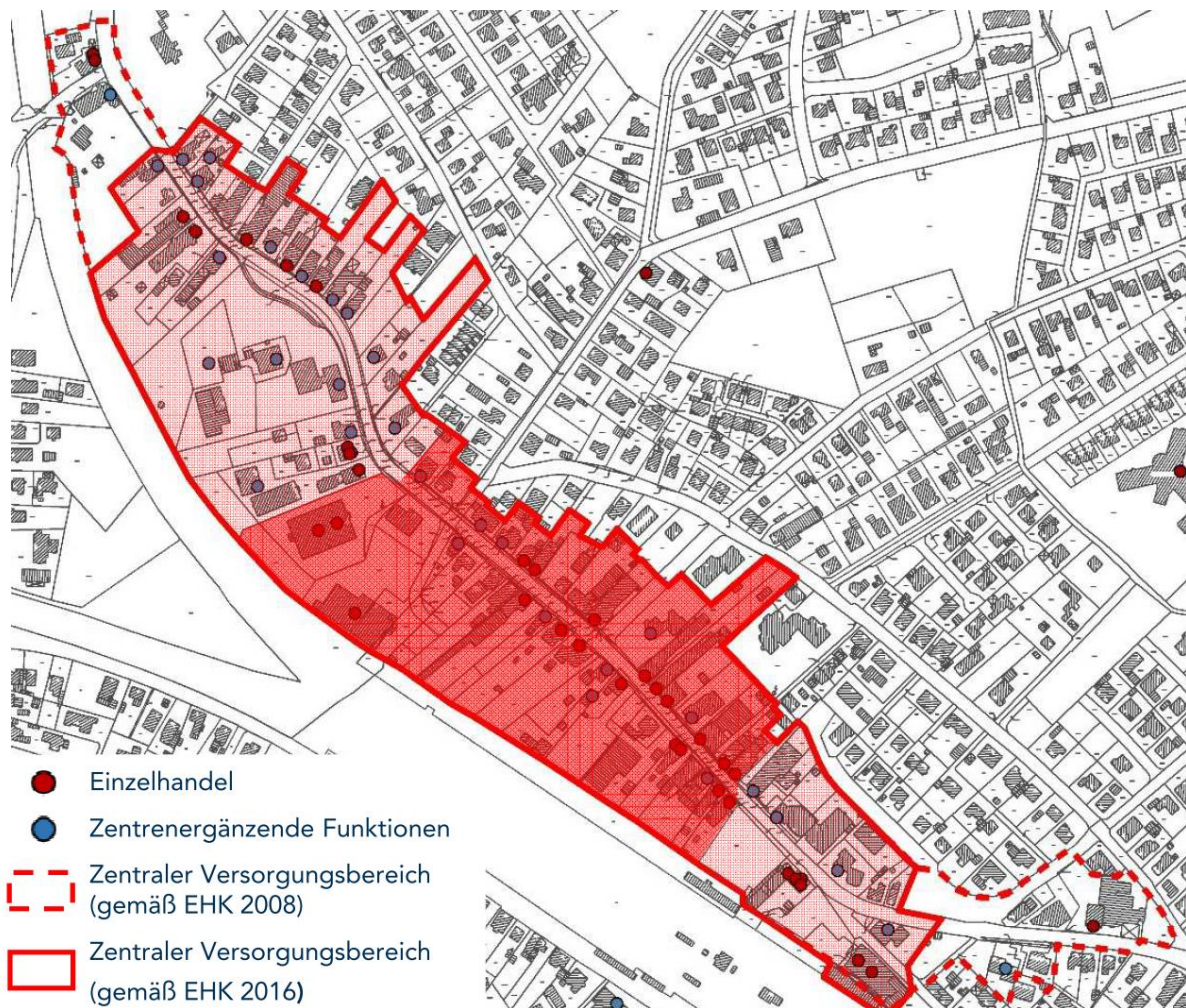 Einzelhandel
Zentrenergänzende Funktionen
Zentraler Versorgungsbereich
(gemäß EHK 2008)
Zentraler Versorgungsbereich
(gemäß EHK 2016)